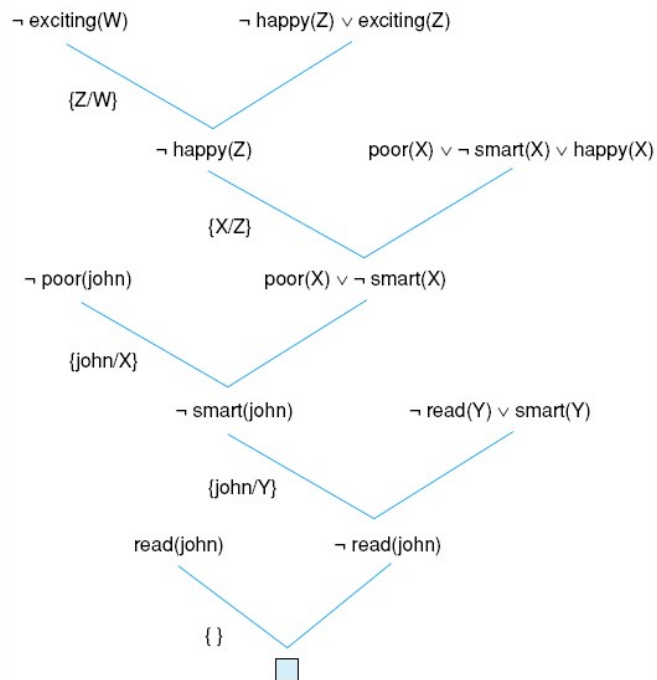 ¬ exciting(W) ¬ happy(Z) ∨ exciting(Z)
{Z/W}
¬ happy(Z) poor(X) ∨ ¬ smart(X) ∨ happy(X)
{X/Z}
¬ poor(john) poor(X) ∨ ¬ smart(X)
{john/X}
¬ smart(john) ¬ read(Y) ∨ smart(Y)
{john/Y}
read(john) ¬ read(john)
{ }